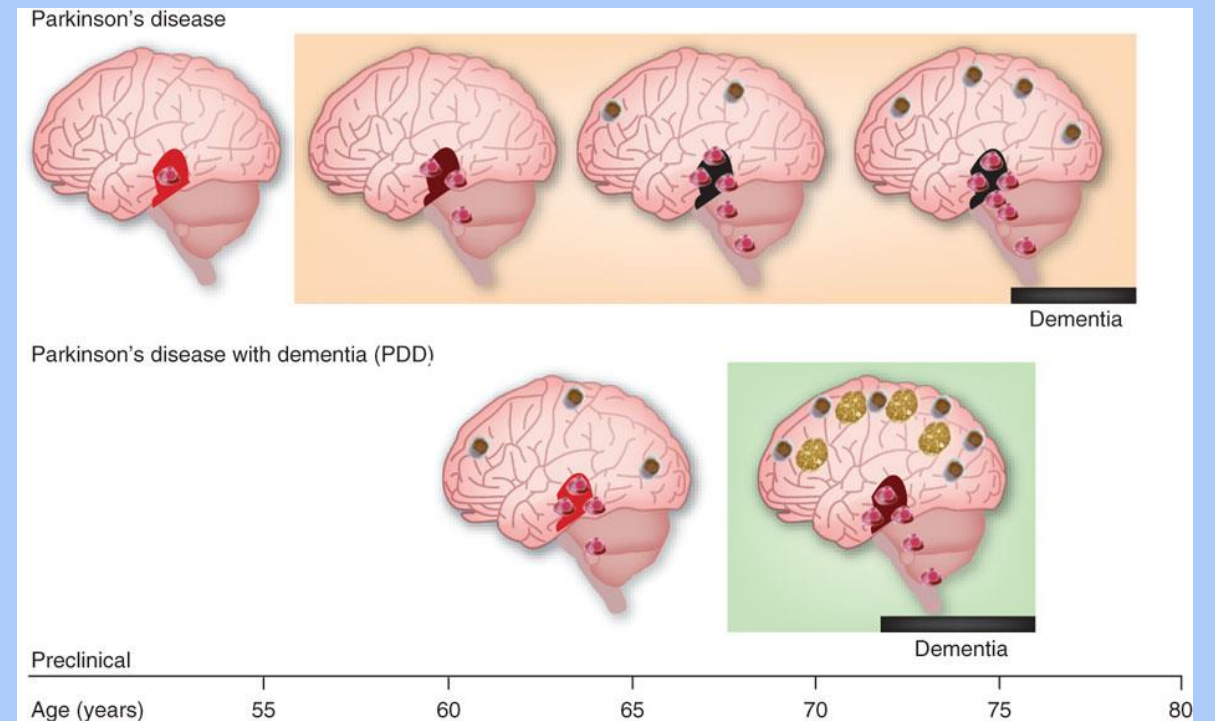 Parkinson's disease
Dementia
Parkinson's disease with dementia (PDD)
Dementia
Preclinical
Age (years) 55 60 65 70 75 80